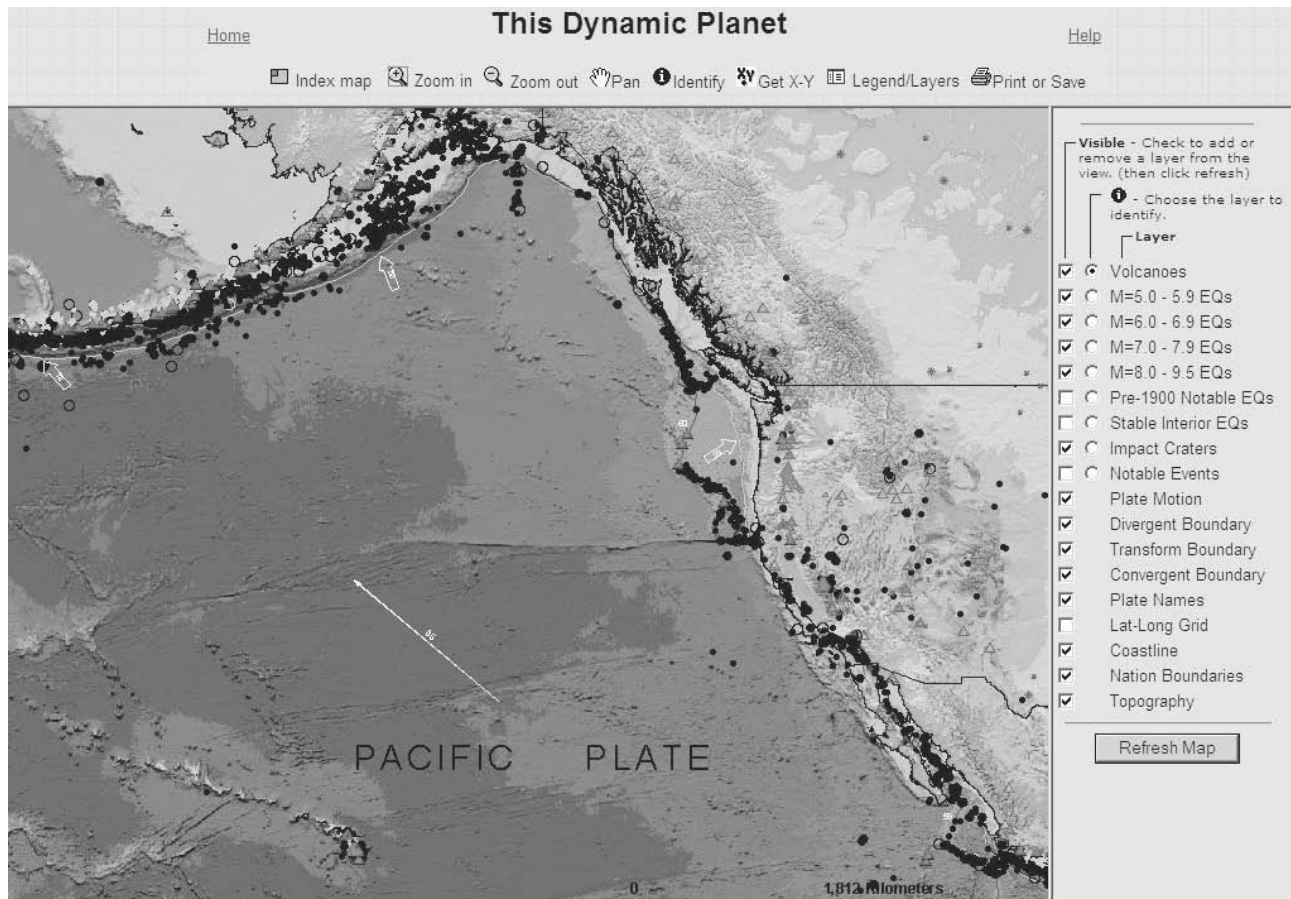 This Dynamic Planet
Home
Help
Index map Zoom in Zoom out Pan Identify XY Get X-Y Legend/Layers Print or Save
Visible - Check to add or
remove a layer from the
view. (then click refresh)
- Choose the layer to
identify.
Layer
Volcanoes
M=5.0 - 5.9 EQs
M=6.0 - 6.9 EQs
M=7.0 - 7.9 EQs
M=8.0 - 9.5 EQs
Pre-1900 Notable EQs
Stable Interior EQs
Impact Craters
Notable Events
Plate Motion
Divergent Boundary
Transform Boundary
Convergent Boundary
Plate Names
Lat-Long Grid
Coastline
Nation Boundaries
Topography
Refresh Map
PACIFIC PLATE
0 1,812 Kilometers